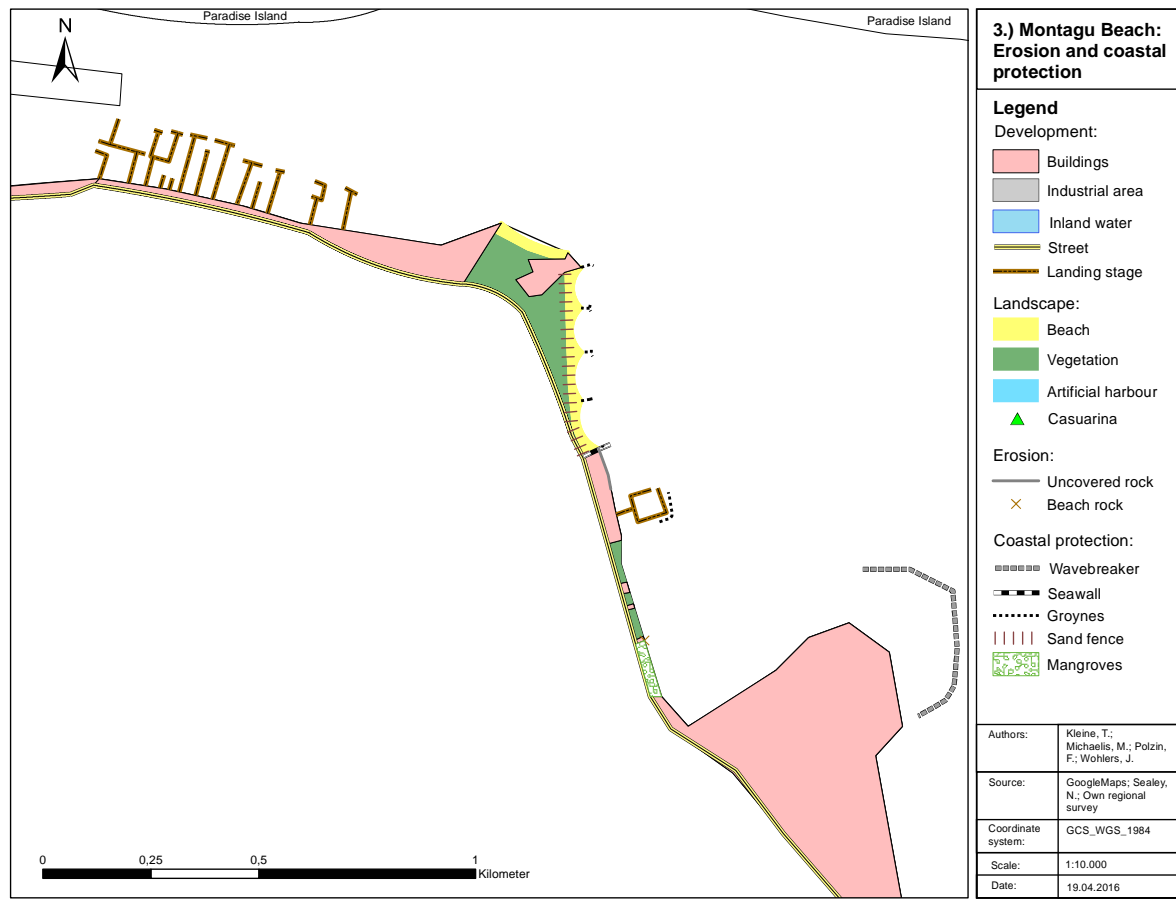 Paradise Island
Paradise Island
N
0
0,25
0,5
1
Kilometer
3.) Montagu Beach:
Erosion and coastal
protection
Legend
Development:
Buildings
Industrial area
Inland water
Street
Landing stage
Landscape:
Beach
Vegetation
Artificial harbour
Casuarina
Erosion:
Uncovered rock
Beach rock
Coastal protection:
Wavebreaker
Seawall
Groynes
Sand fence
Mangroves
Authors:
Kleine, T.;
Michaelis, M.; Polzin,
F.; Wohlers, J.
Source:
GoogleMaps; Sealey,
N.; Own regional
survey
Coordinate
system:
GCS_WGS_1984
Scale:
1:10.000
Date:
19.04.2016